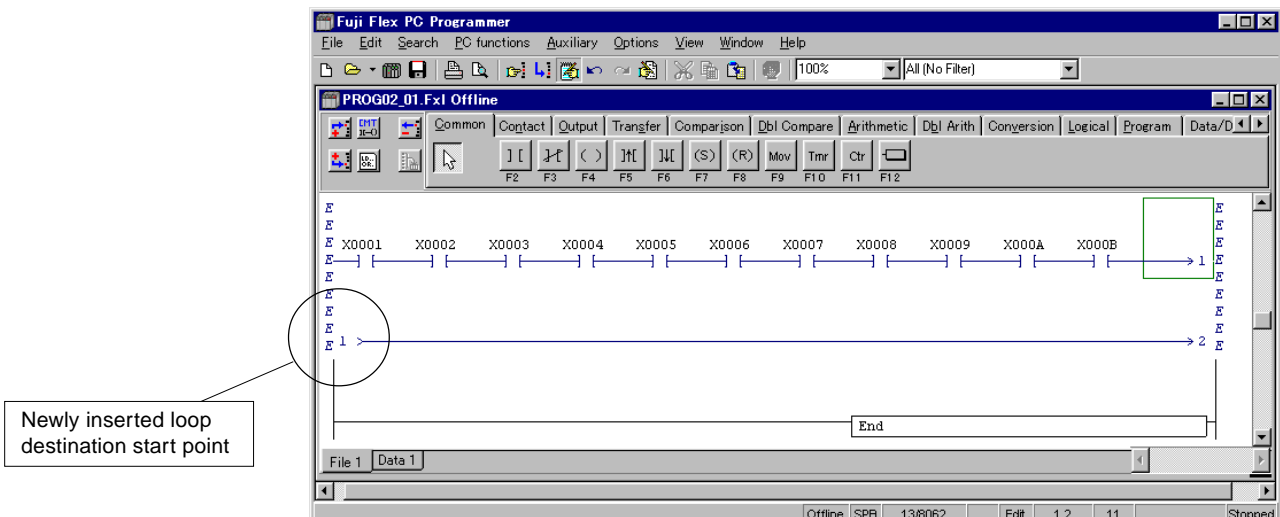 Fuji Flex PC Programmer
File Edit Search PC functions Auxiliary Options View Window Help
100% All (No Filter)
PROG02_01.Fxl Offline
EMT
I(-O)
LD..
OR.
Common Contact Output Transfer Comparison Dbl Compare Arithmetic Dbl Arith Conversion Logical Program Data/D
] [ ( ) ]↑[ ]↓[ (S) (R) Mov Tmr Ctr
F2 F3 F4 F5 F6 F7 F8 F9 F10 F11 F12
E E
E E
E X0001 X0002 X0003 X0004 X0005 X0006 X0007 X0008 X0009 X000A X000B E
E 1 E
E E
E E
E E
E E
E 1 2 E
End
File 1 Data 1
Offline SPB 13/8062 Edit 1,2 11 Stopped
Newly inserted loop
destination start point